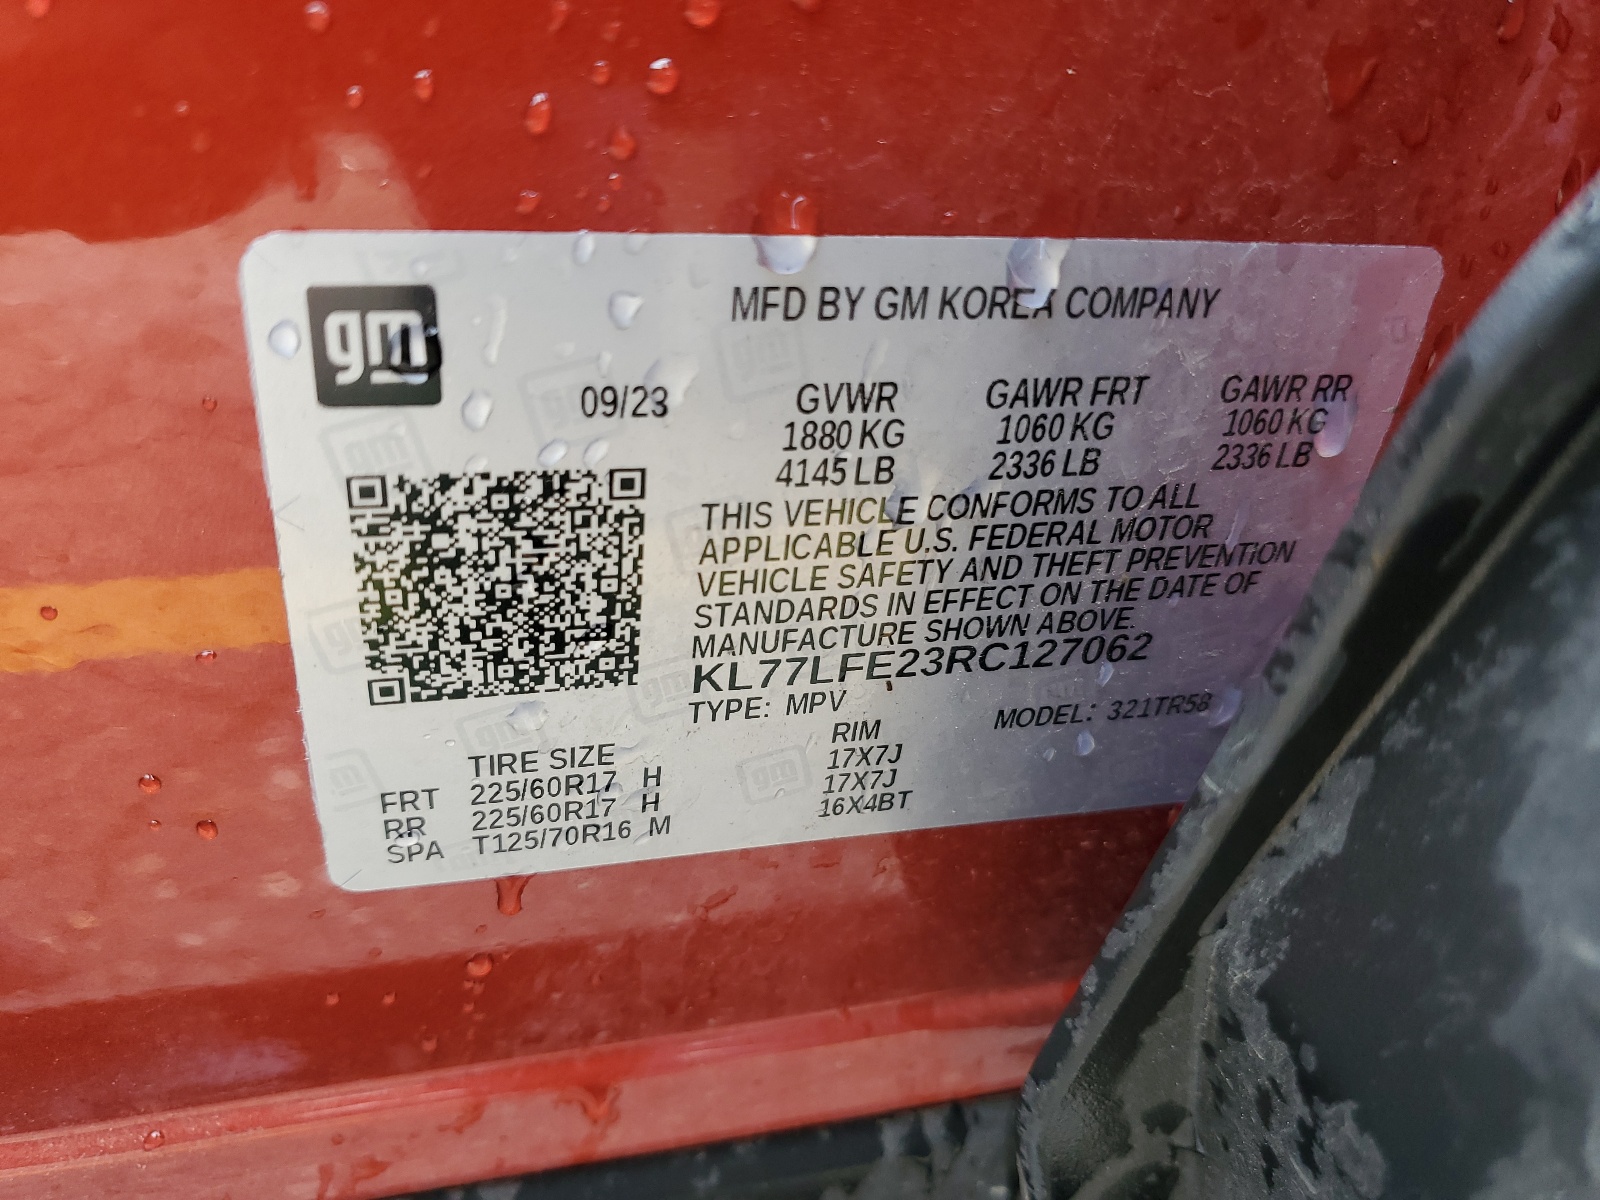 gm
MFD BY GM KOREA COMPANY
09/23 GVWR GAWR FRT GAWR RR
1880 KG 1060 KG 1060 KG
4145 LB 2336 LB 2336 LB
THIS VEHICLE CONFORMS TO ALL
APPLICABLE U.S. FEDERAL MOTOR
VEHICLE SAFETY AND THEFT PREVENTION
STANDARDS IN EFFECT ON THE DATE OF
MANUFACTURE SHOWN ABOVE.
KL77LFE23RC127062
TYPE: MPV MODEL: 321TR58
TIRE SIZE RIM
FRT 225/60R17 H 17X7J
RR 225/60R17 H 17X7J
SPA T125/70R16 M 16X4BT